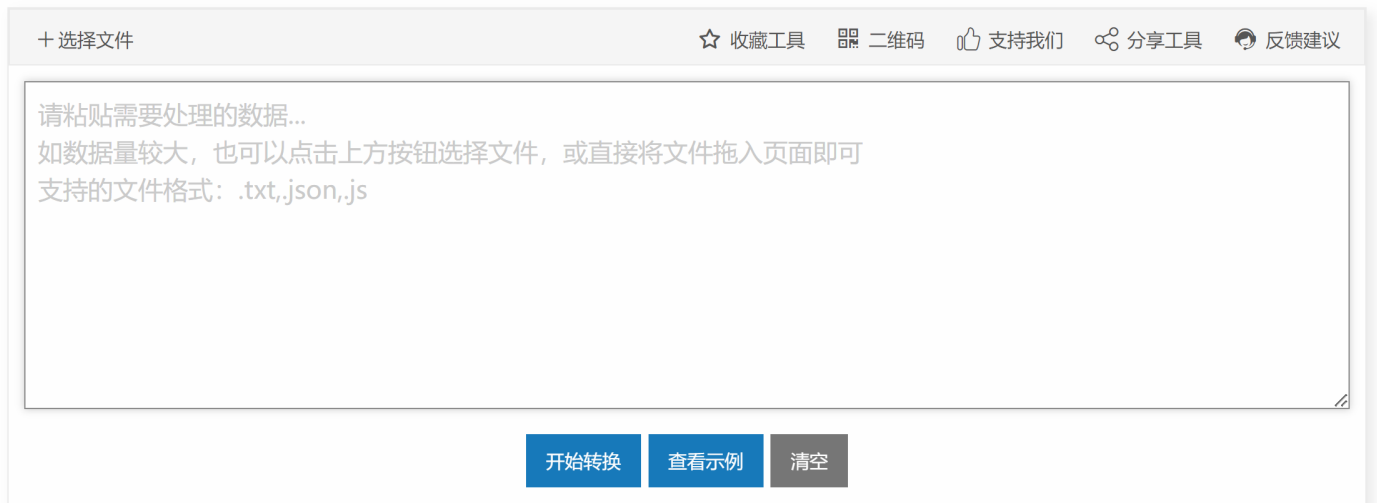 选择文件 收藏工具 二维码 支持我们 分享工具 反馈建议
请粘贴需要处理的数据...
如数据量较大，也可以点击上方按钮选择文件，或直接将文件拖入页面即可
支持的文件格式：.txt,.json,.js
开始转换 查看示例 清空